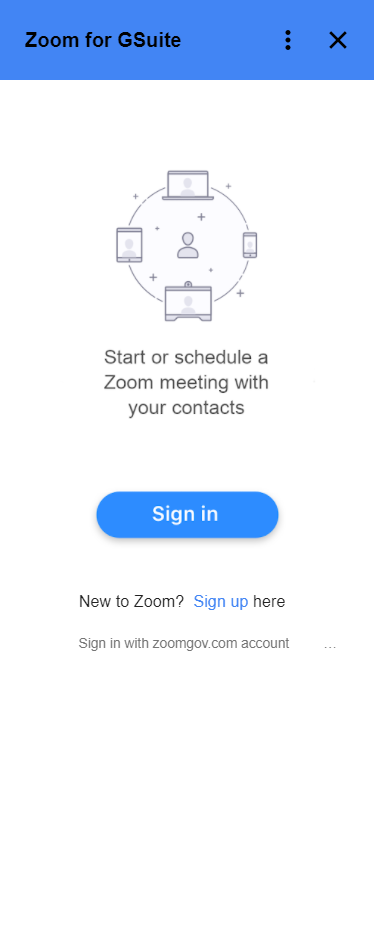 Zoom for GSuite
Start or schedule a
Zoom meeting with
your contacts
Sign in
New to Zoom? Sign up here
Sign in with zoomgov.com account ...